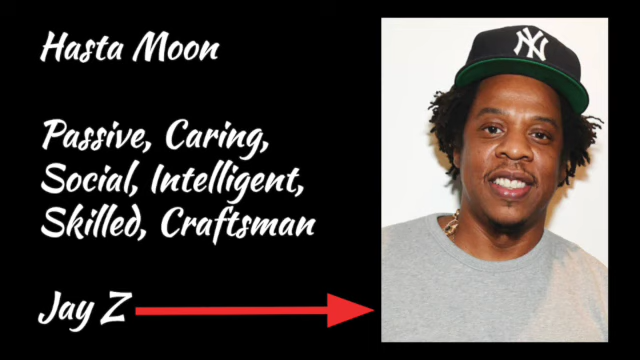 Hasta Moon
Passive, Caring,
Social, Intelligent,
Skilled, Craftsman
Jay Z
NY